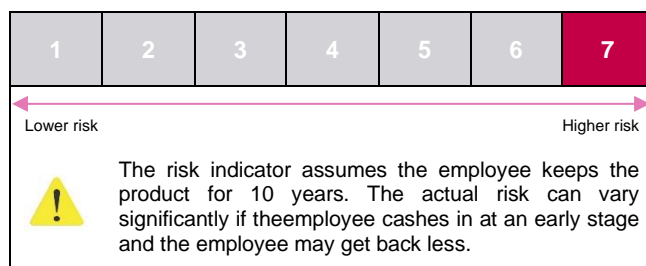 1 2 3 4 5 6 7
Lower risk Higher risk
The risk indicator assumes the employee keeps the
product for 10 years. The actual risk can vary
significantly if theemployee cashes in at an early stage
and the employee may get back less.